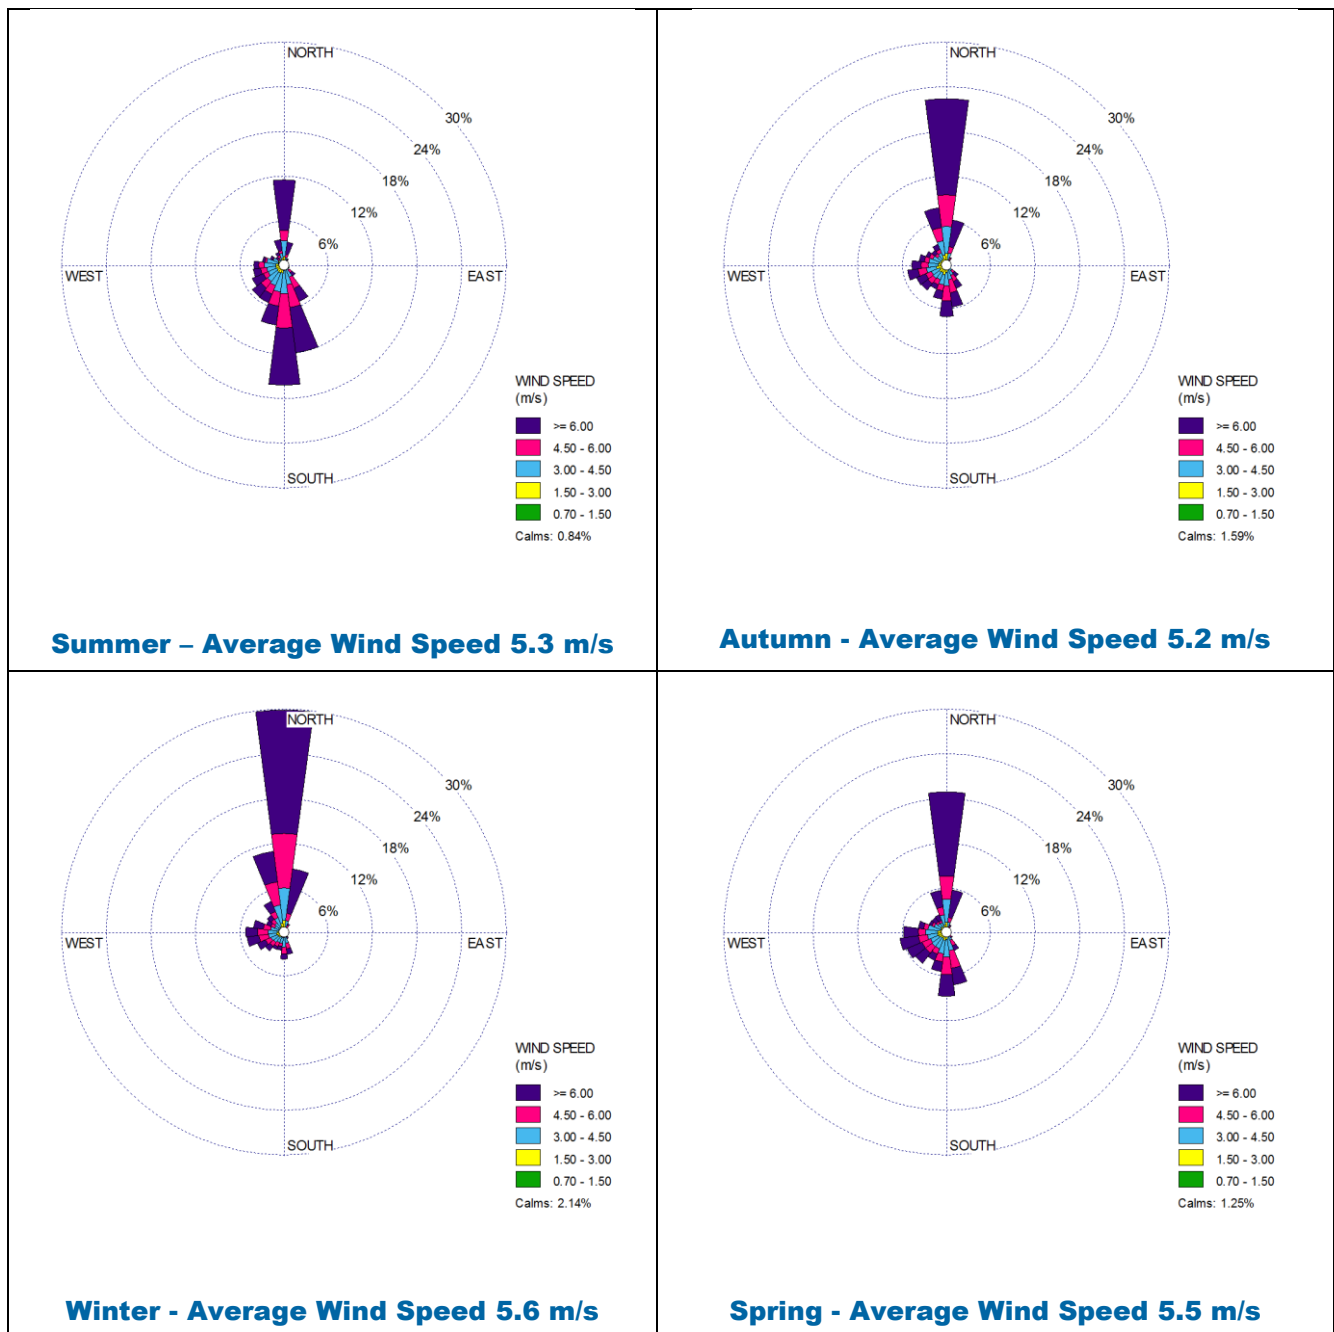 NORTH
30%
24%
18%
12%
6%
WEST
EAST
WIND SPEED
(m/s)
>= 6.00
4.50 - 6.00
3.00 - 4.50
1.50 - 3.00
0.70 - 1.50
Calms: 0.84%
SOUTH
Summer – Average Wind Speed 5.3 m/s
NORTH
30%
24%
18%
12%
6%
WEST
EAST
WIND SPEED
(m/s)
>= 6.00
4.50 - 6.00
3.00 - 4.50
1.50 - 3.00
0.70 - 1.50
Calms: 1.59%
SOUTH
Autumn - Average Wind Speed 5.2 m/s
NORTH
30%
24%
18%
12%
6%
WEST
EAST
WIND SPEED
(m/s)
>= 6.00
4.50 - 6.00
3.00 - 4.50
1.50 - 3.00
0.70 - 1.50
Calms: 2.14%
SOUTH
Winter - Average Wind Speed 5.6 m/s
NORTH
30%
24%
18%
12%
6%
WEST
EAST
WIND SPEED
(m/s)
>= 6.00
4.50 - 6.00
3.00 - 4.50
1.50 - 3.00
0.70 - 1.50
Calms: 1.25%
SOUTH
Spring - Average Wind Speed 5.5 m/s